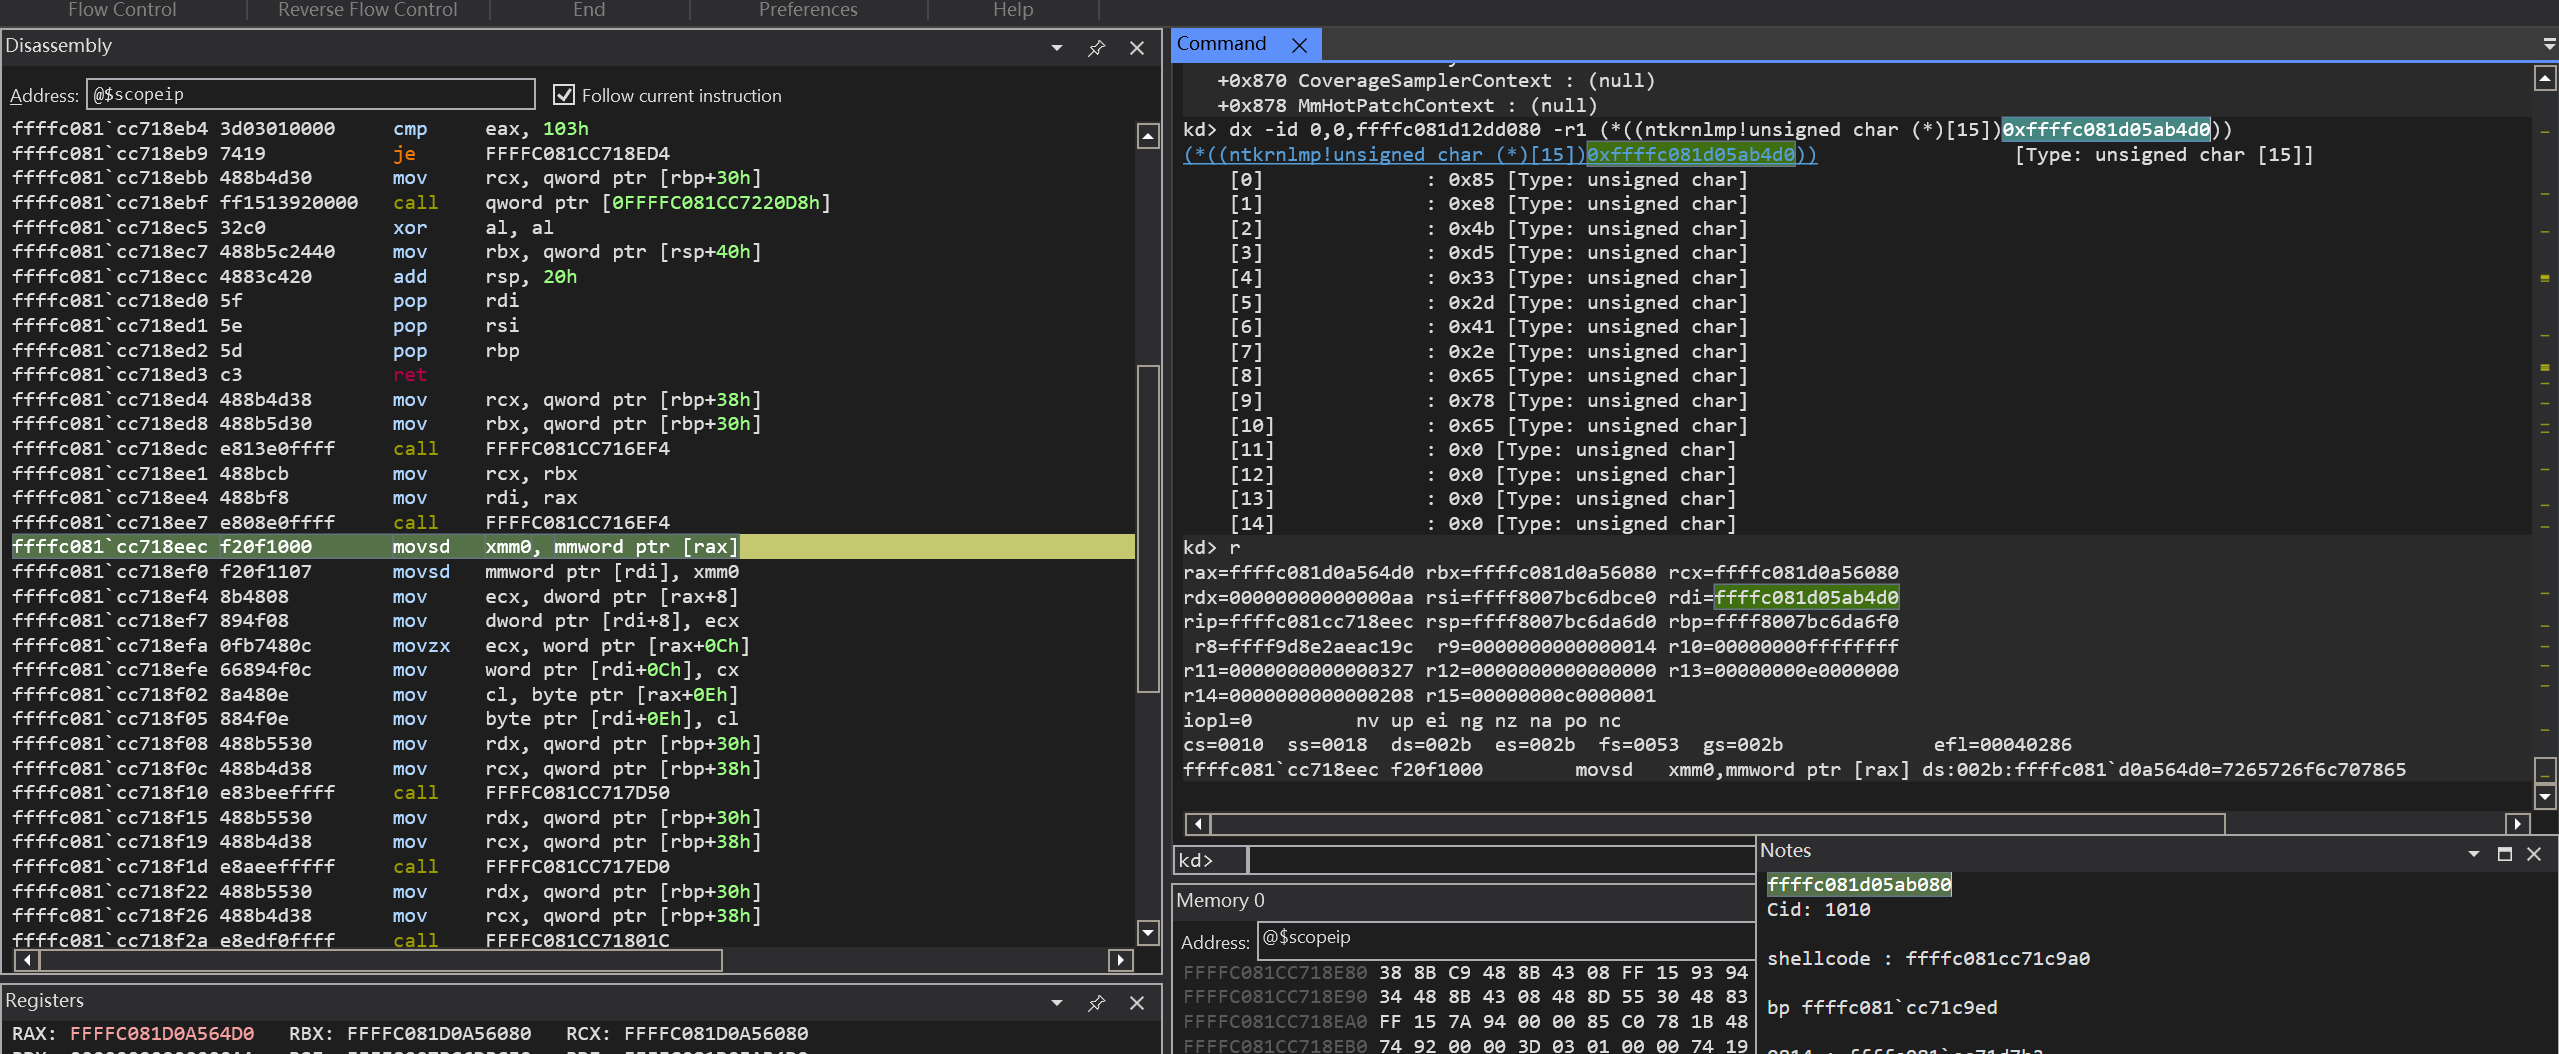 Flow Control Reverse Flow Control End Preferences Help
Disassembly
Address: @$scopeip Follow current instruction
ffffc081`cc718eb4 3d03010000 cmp eax, 103h
ffffc081`cc718eb9 7419 je FFFFC081CC718ED4
ffffc081`cc718ebb 488b4d30 mov rcx, qword ptr [rbp+30h]
ffffc081`cc718ebf ff1513920000 call qword ptr [0FFFFC081CC7220D8h]
ffffc081`cc718ec5 32c0 xor al, al
ffffc081`cc718ec7 488b5c2440 mov rbx, qword ptr [rsp+40h]
ffffc081`cc718ecc 4883c420 add rsp, 20h
ffffc081`cc718ed0 5f pop rdi
ffffc081`cc718ed1 5e pop rsi
ffffc081`cc718ed2 5d pop rbp
ffffc081`cc718ed3 c3 ret
ffffc081`cc718ed4 488b4d38 mov rcx, qword ptr [rbp+38h]
ffffc081`cc718ed8 488b5d30 mov rbx, qword ptr [rbp+30h]
ffffc081`cc718edc e813e0ffff call FFFFC081CC716EF4
ffffc081`cc718ee1 488bcb mov rcx, rbx
ffffc081`cc718ee4 488bf8 mov rdi, rax
ffffc081`cc718ee7 e808e0ffff call FFFFC081CC716EF4
ffffc081`cc718eec f20f1000 movsd xmm0, mmword ptr [rax]
ffffc081`cc718ef0 f20f1107 movsd mmword ptr [rdi], xmm0
ffffc081`cc718ef4 8b4808 mov ecx, dword ptr [rax+8]
ffffc081`cc718ef7 894f08 mov dword ptr [rdi+8], ecx
ffffc081`cc718efa 0fb7480c movzx ecx, word ptr [rax+0Ch]
ffffc081`cc718efe 66894f0c mov word ptr [rdi+0Ch], cx
ffffc081`cc718f02 8a480e mov cl, byte ptr [rax+0Eh]
ffffc081`cc718f05 884f0e mov byte ptr [rdi+0Eh], cl
ffffc081`cc718f08 488b5530 mov rdx, qword ptr [rbp+30h]
ffffc081`cc718f0c 488b4d38 mov rcx, qword ptr [rbp+38h]
ffffc081`cc718f10 e83beeffff call FFFFC081CC717D50
ffffc081`cc718f15 488b5530 mov rdx, qword ptr [rbp+30h]
ffffc081`cc718f19 488b4d38 mov rcx, qword ptr [rbp+38h]
ffffc081`cc718f1d e8aeefffff call FFFFC081CC717ED0
ffffc081`cc718f22 488b5530 mov rdx, qword ptr [rbp+30h]
ffffc081`cc718f26 488b4d38 mov rcx, qword ptr [rbp+38h]
ffffc081`cc718f2a e8edf0ffff call FFFFC081CC71801C
Registers
RAX: FFFFC081D0A564D0 RBX: FFFFC081D0A56080 RCX: FFFFC081D0A56080
Command
+0x870 CoverageSamplerContext : (null)
+0x878 MmHotPatchContext : (null)
kd> dx -id 0,0,ffffc081d12dd080 -r1 (*((ntkrnlmp!unsigned char (*)[15])0xffffc081d05ab4d0))
(*((ntkrnlmp!unsigned char (*)[15])0xffffc081d05ab4d0)) [Type: unsigned char [15]]
[0] : 0x85 [Type: unsigned char]
[1] : 0xe8 [Type: unsigned char]
[2] : 0x4b [Type: unsigned char]
[3] : 0xd5 [Type: unsigned char]
[4] : 0x33 [Type: unsigned char]
[5] : 0x2d [Type: unsigned char]
[6] : 0x41 [Type: unsigned char]
[7] : 0x2e [Type: unsigned char]
[8] : 0x65 [Type: unsigned char]
[9] : 0x78 [Type: unsigned char]
[10] : 0x65 [Type: unsigned char]
[11] : 0x0 [Type: unsigned char]
[12] : 0x0 [Type: unsigned char]
[13] : 0x0 [Type: unsigned char]
[14] : 0x0 [Type: unsigned char]
kd> r
rax=ffffc081d0a564d0 rbx=ffffc081d0a56080 rcx=ffffc081d0a56080
rdx=00000000000000aa rsi=ffff8007bc6dbce0 rdi=ffffc081d05ab4d0
rip=ffffc081cc718eec rsp=ffff8007bc6da6d0 rbp=ffff8007bc6da6f0
r8=ffff9d8e2aeac19c r9=0000000000000014 r10=00000000ffffffff
r11=0000000000000327 r12=0000000000000000 r13=00000000e0000000
r14=0000000000000208 r15=00000000c0000001
iopl=0 nv up ei ng nz na po nc
cs=0010 ss=0018 ds=002b es=002b fs=0053 gs=002b efl=00040286
ffffc081`cc718eec f20f1000 movsd xmm0,mmword ptr [rax] ds:002b:ffffc081`d0a564d0=7265726f6c707865
kd>
Memory 0
Address: @$scopeip
FFFFC081CC718E80 38 8B C9 48 8B 43 08 FF 15 93 94
FFFFC081CC718E90 34 48 8B 43 08 48 8D 55 30 48 83
FFFFC081CC718EA0 FF 15 7A 94 00 00 85 C0 78 1B 48
FFFFC081CC718EB0 74 92 00 00 3D 03 01 00 00 74 19
Notes
ffffc081d05ab080
Cid: 1010
shellcode : ffffc081cc71c9a0
bp ffffc081`cc71c9ed